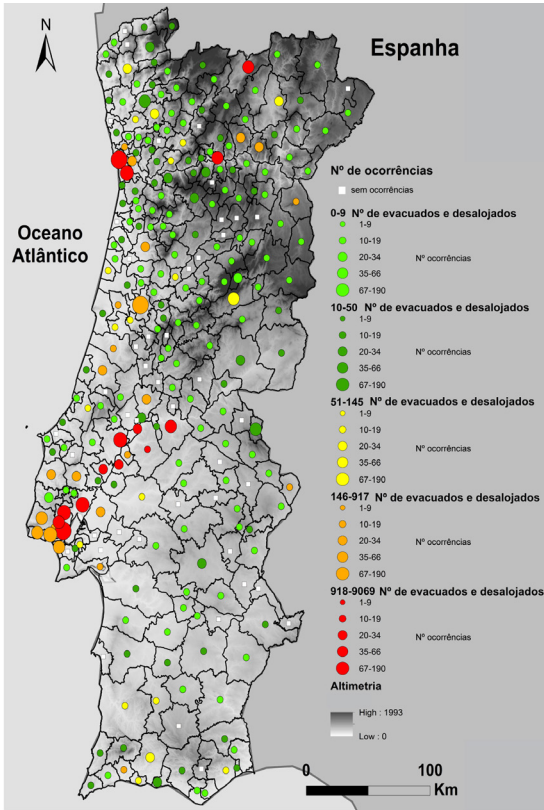 N
Espanha
Oceano
Atlântico
Nº de ocorrências
sem ocorrências
0-9 Nº de evacuados e desalojados
1-9
10-19
20-34
35-66
67-190
Nº ocorrências
10-50 Nº de evacuados e desalojados
1-9
10-19
20-34
35-66
67-190
Nº ocorrências
51-145 Nº de evacuados e desalojados
1-9
10-19
20-34
35-66
67-190
Nº ocorrências
146-917 Nº de evacuados e desalojados
1-9
10-19
20-34
35-66
67-190
Nº ocorrências
918-9069 Nº de evacuados e desalojados
1-9
10-19
20-34
35-66
67-190
Nº ocorrências
Altimetria
High : 1993
Low : 0
0 100
Km